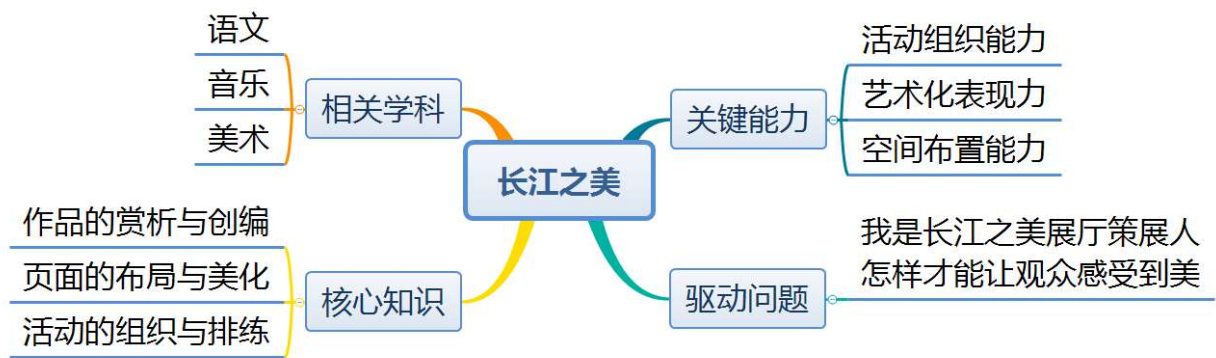 长江之美
相关学科
语文
音乐
美术
核心知识
作品的赏析与创编
页面的布局与美化
活动的组织与排练
关键能力
活动组织能力
艺术化表现力
空间布置能力
驱动问题
我是长江之美展厅策展人
怎样才能让观众感受到美